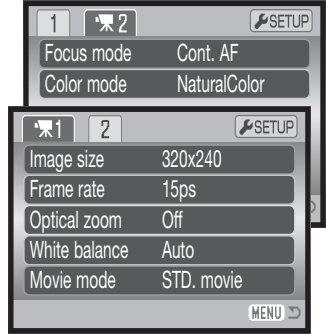 1 2 SETUP
Focus mode Cont. AF
Color mode NaturalColor
1 2 SETUP
Image size 320x240
Frame rate 15ps
Optical zoom Off
White balance Auto
Movie mode STD. movie
MENU